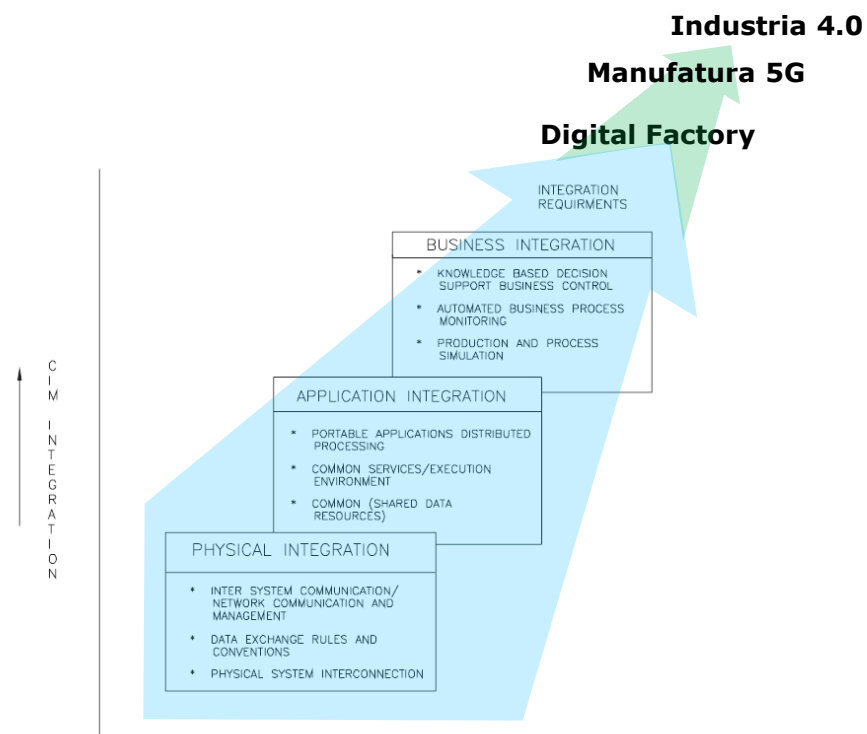 Industria 4.0
Manufatura 5G
Digital Factory
INTEGRATION
REQUIRMENTS
BUSINESS INTEGRATION
* KNOWLEDGE BASED DECISION
SUPPORT BUSINESS CONTROL
* AUTOMATED BUSINESS PROCESS
MONITORING
* PRODUCTION AND PROCESS
SIMULATION
CIM INTEGRATION
APPLICATION INTEGRATION
* PORTABLE APPLICATIONS DISTRIBUTED
PROCESSING
* COMMON SERVICES/EXECUTION
ENVIRONMENT
* COMMON (SHARED DATA
RESOURCES)
PHYSICAL INTEGRATION
* INTER SYSTEM COMMUNICATION/
NETWORK COMMUNICATION AND
MANAGEMENT
* DATA EXCHANGE RULES AND
CONVENTIONS
* PHYSICAL SYSTEM INTERCONNECTION